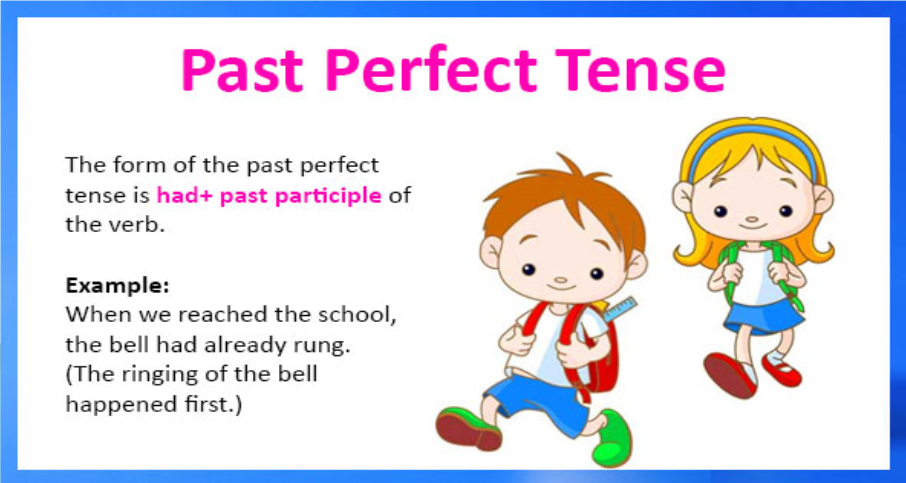 Past Perfect Tense
The form of the past perfect
tense is had+ past participle of
the verb.
Example:
When we reached the school,
the bell had already rung.
(The ringing of the bell
happened first.)